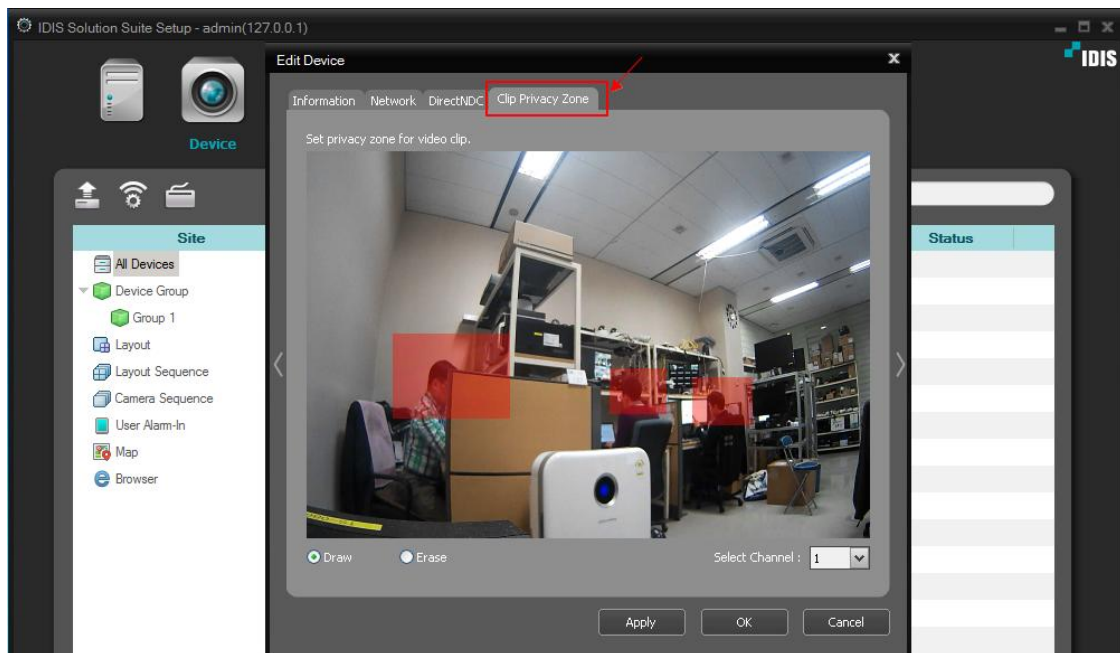 IDIS Solution Suite Setup - admin(127.0.0.1)
IDIS
Device
Edit Device
Information Network DirectNDC Clip Privacy Zone
Set privacy zone for video clip.
Site
Status
All Devices
Device Group
Group 1
Layout
Layout Sequence
Camera Sequence
User Alarm-In
Map
Browser
Draw Erase Select Channel : 1
Apply OK Cancel